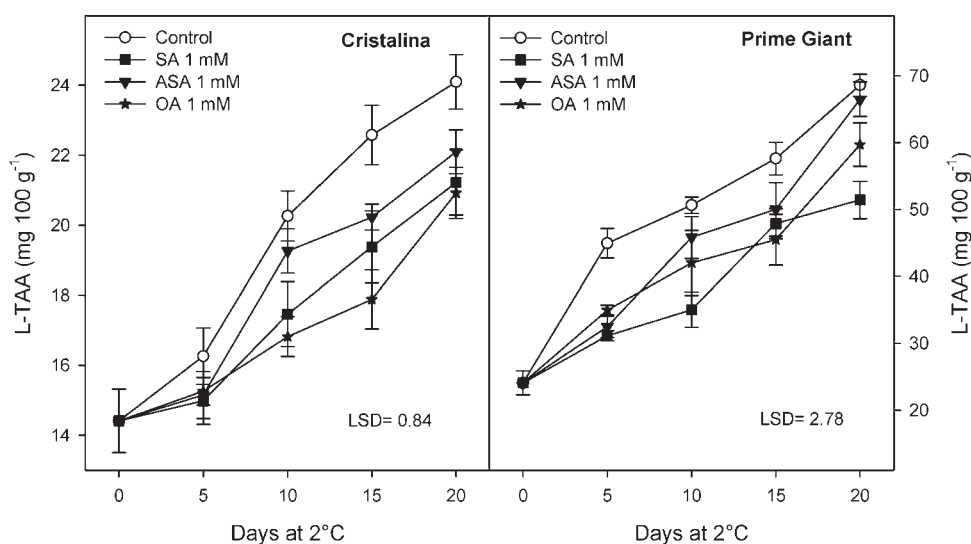 Control
SA 1 mM
ASA 1 mM
OA 1 mM
Cristalina
24
22
20
18
16
14
L-TAA (mg 100 g⁻¹)
LSD= 0.84
0 5 10 15 20
Days at 2°C
Control
SA 1 mM
ASA 1 mM
OA 1 mM
Prime Giant
70
60
50
40
30
20
L-TAA (mg 100 g⁻¹)
LSD= 2.78
0 5 10 15 20
Days at 2°C